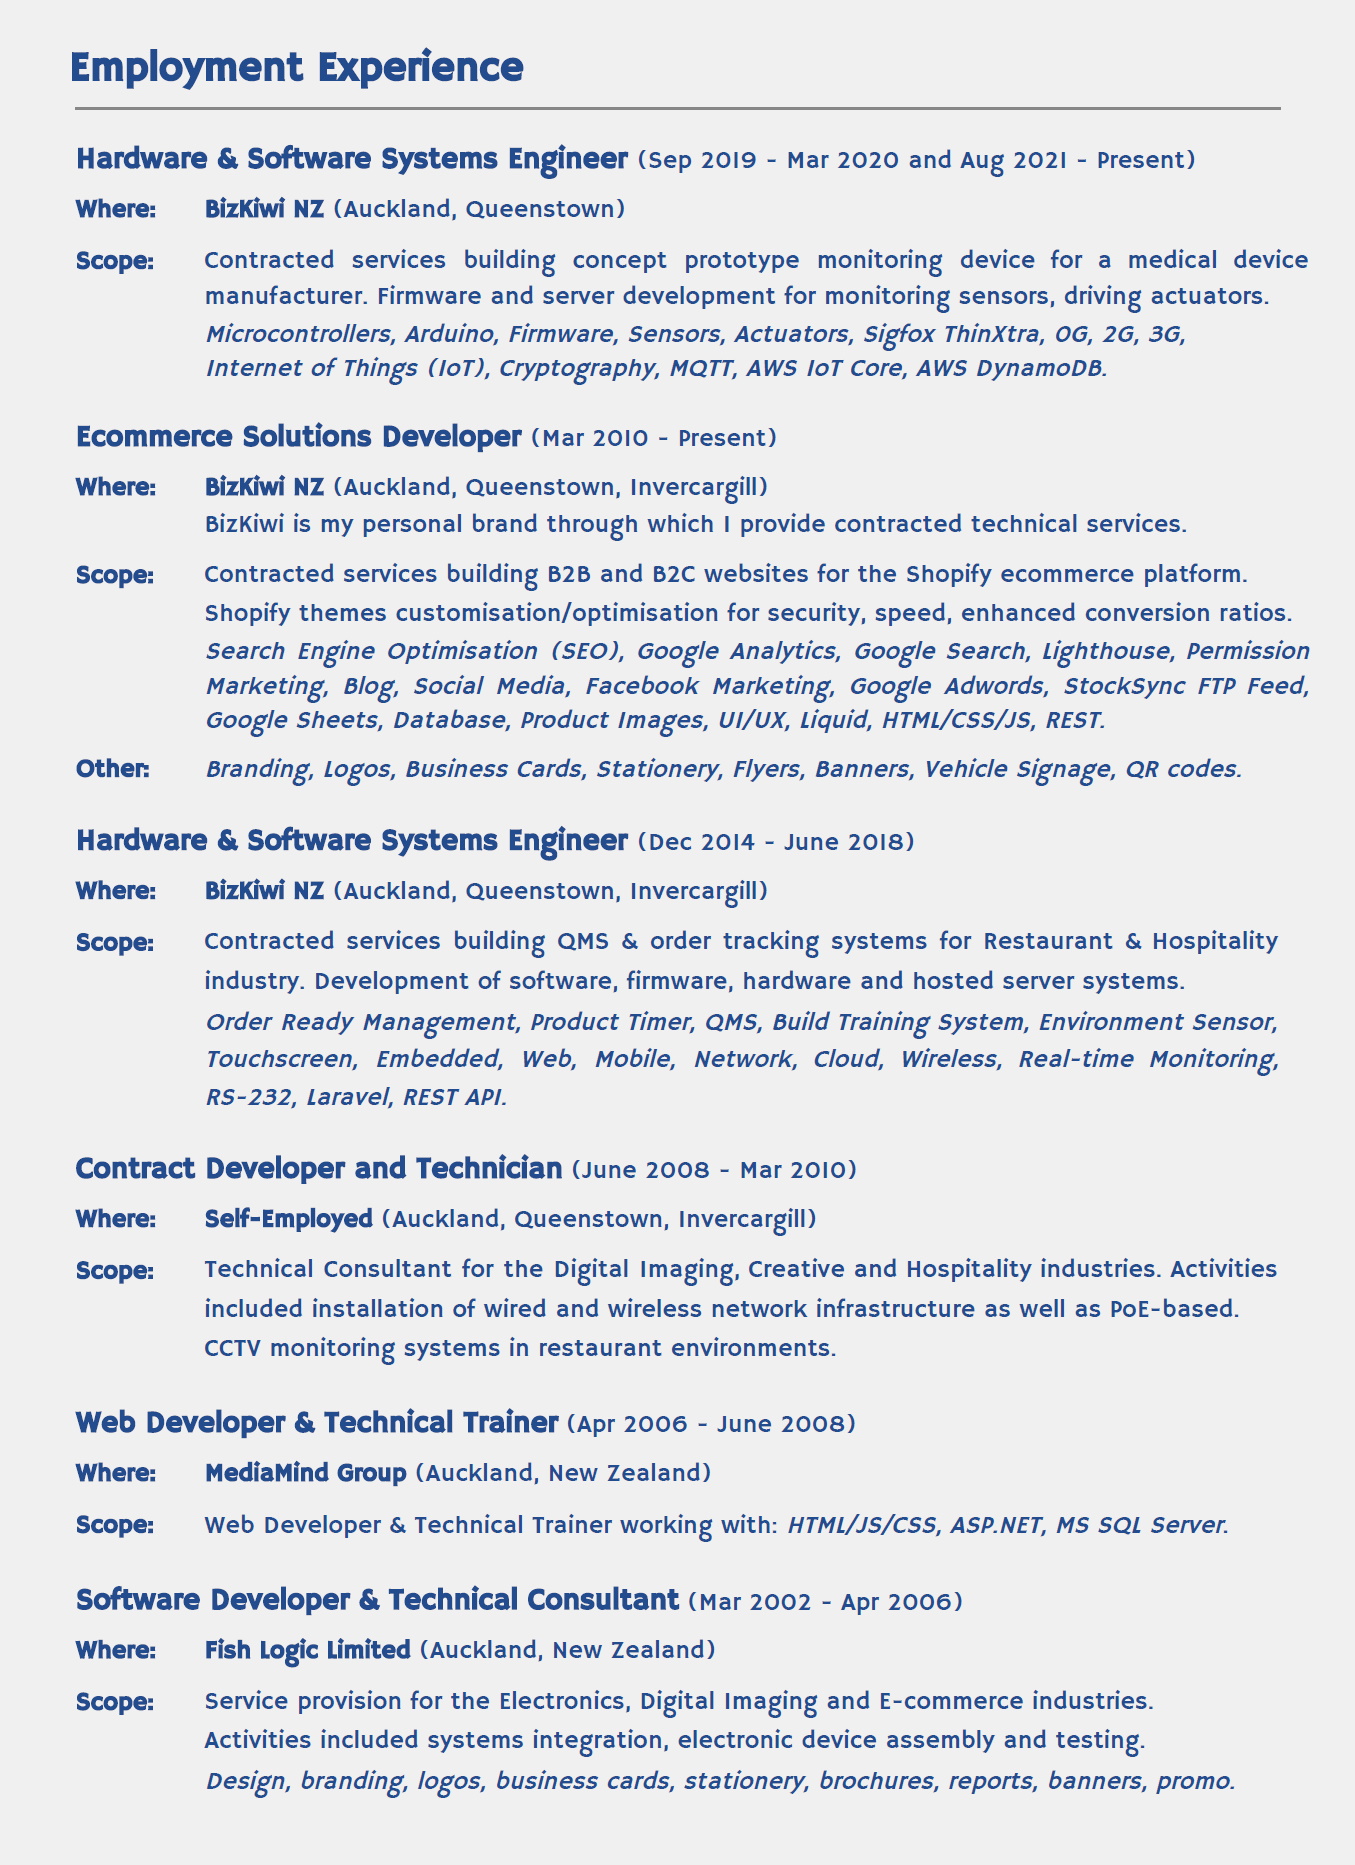 Employment Experience
Hardware & Software Systems Engineer (Sep 2019 - Mar 2020 and Aug 2021 - Present)
Where: BizKiwi NZ (Auckland, Queenstown)
Scope: Contracted services building concept prototype monitoring device for a medical device
manufacturer. Firmware and server development for monitoring sensors, driving actuators.
Microcontrollers, Arduino, Firmware, Sensors, Actuators, Sigfox ThinXtra, 0G, 2G, 3G,
Internet of Things (IoT), Cryptography, MQTT, AWS IoT Core, AWS DynamoDB.
Ecommerce Solutions Developer (Mar 2010 - Present)
Where: BizKiwi NZ (Auckland, Queenstown, Invercargill)
BizKiwi is my personal brand through which I provide contracted technical services.
Scope: Contracted services building B2B and B2C websites for the Shopify ecommerce platform.
Shopify themes customisation/optimisation for security, speed, enhanced conversion ratios.
Search Engine Optimisation (SEO), Google Analytics, Google Search, Lighthouse, Permission
Marketing, Blog, Social Media, Facebook Marketing, Google Adwords, StockSync FTP Feed,
Google Sheets, Database, Product Images, UI/UX, Liquid, HTML/CSS/JS, REST.
Other: Branding, Logos, Business Cards, Stationery, Flyers, Banners, Vehicle Signage, QR codes.
Hardware & Software Systems Engineer (Dec 2014 - June 2018)
Where: BizKiwi NZ (Auckland, Queenstown, Invercargill)
Scope: Contracted services building QMS & order tracking systems for Restaurant & Hospitality
industry. Development of software, firmware, hardware and hosted server systems.
Order Ready Management, Product Timer, QMS, Build Training System, Environment Sensor,
Touchscreen, Embedded, Web, Mobile, Network, Cloud, Wireless, Real-time Monitoring,
RS-232, Laravel, REST API.
Contract Developer and Technician (June 2008 - Mar 2010)
Where: Self-Employed (Auckland, Queenstown, Invercargill)
Scope: Technical Consultant for the Digital Imaging, Creative and Hospitality industries. Activities
included installation of wired and wireless network infrastructure as well as PoE-based.
CCTV monitoring systems in restaurant environments.
Web Developer & Technical Trainer (Apr 2006 - June 2008)
Where: MediaMind Group (Auckland, New Zealand)
Scope: Web Developer & Technical Trainer working with: HTML/JS/CSS, ASP.NET, MS SQL Server.
Software Developer & Technical Consultant (Mar 2002 - Apr 2006)
Where: Fish Logic Limited (Auckland, New Zealand)
Scope: Service provision for the Electronics, Digital Imaging and E-commerce industries.
Activities included systems integration, electronic device assembly and testing.
Design, branding, logos, business cards, stationery, brochures, reports, banners, promo.